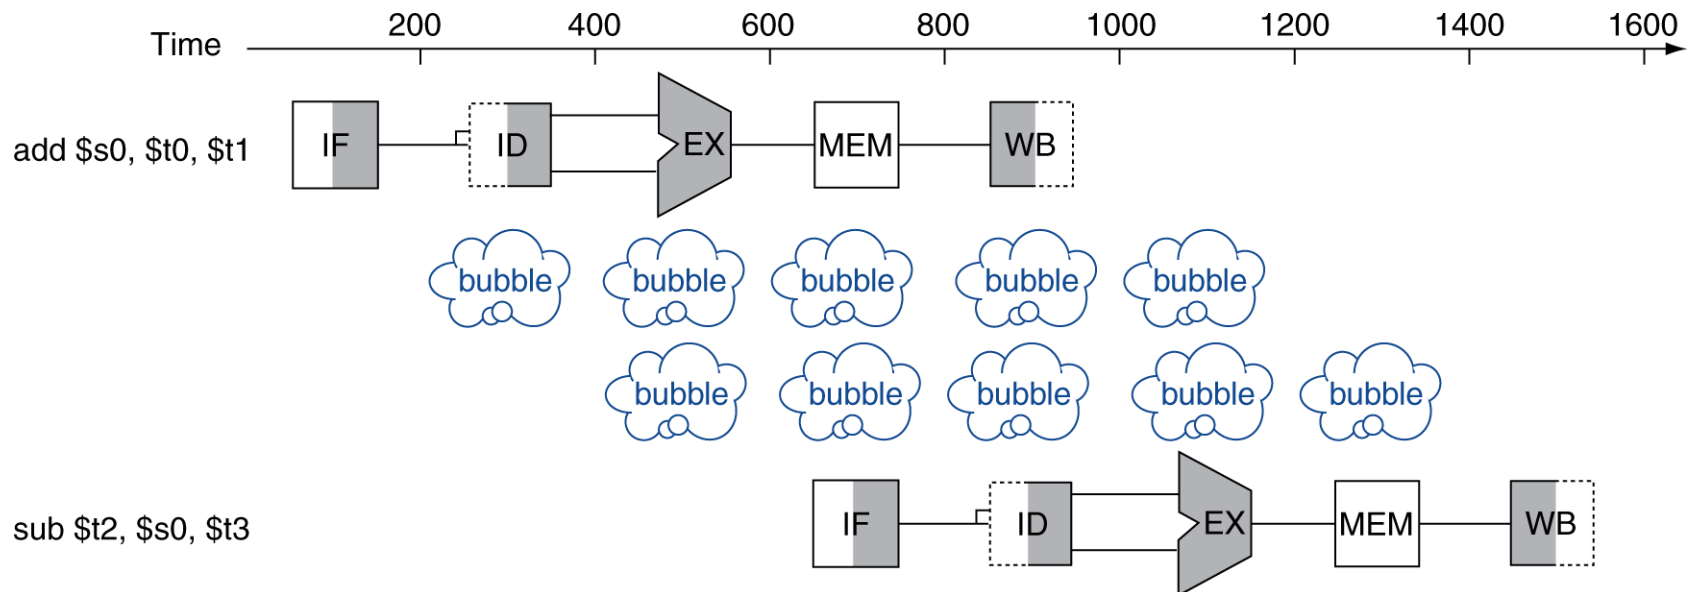 Time 200 400 600 800 1000 1200 1400 1600
add $s0, $t0, $t1 IF ID EX MEM WB
bubble bubble bubble bubble bubble
bubble bubble bubble bubble bubble
sub $t2, $s0, $t3 IF ID EX MEM WB